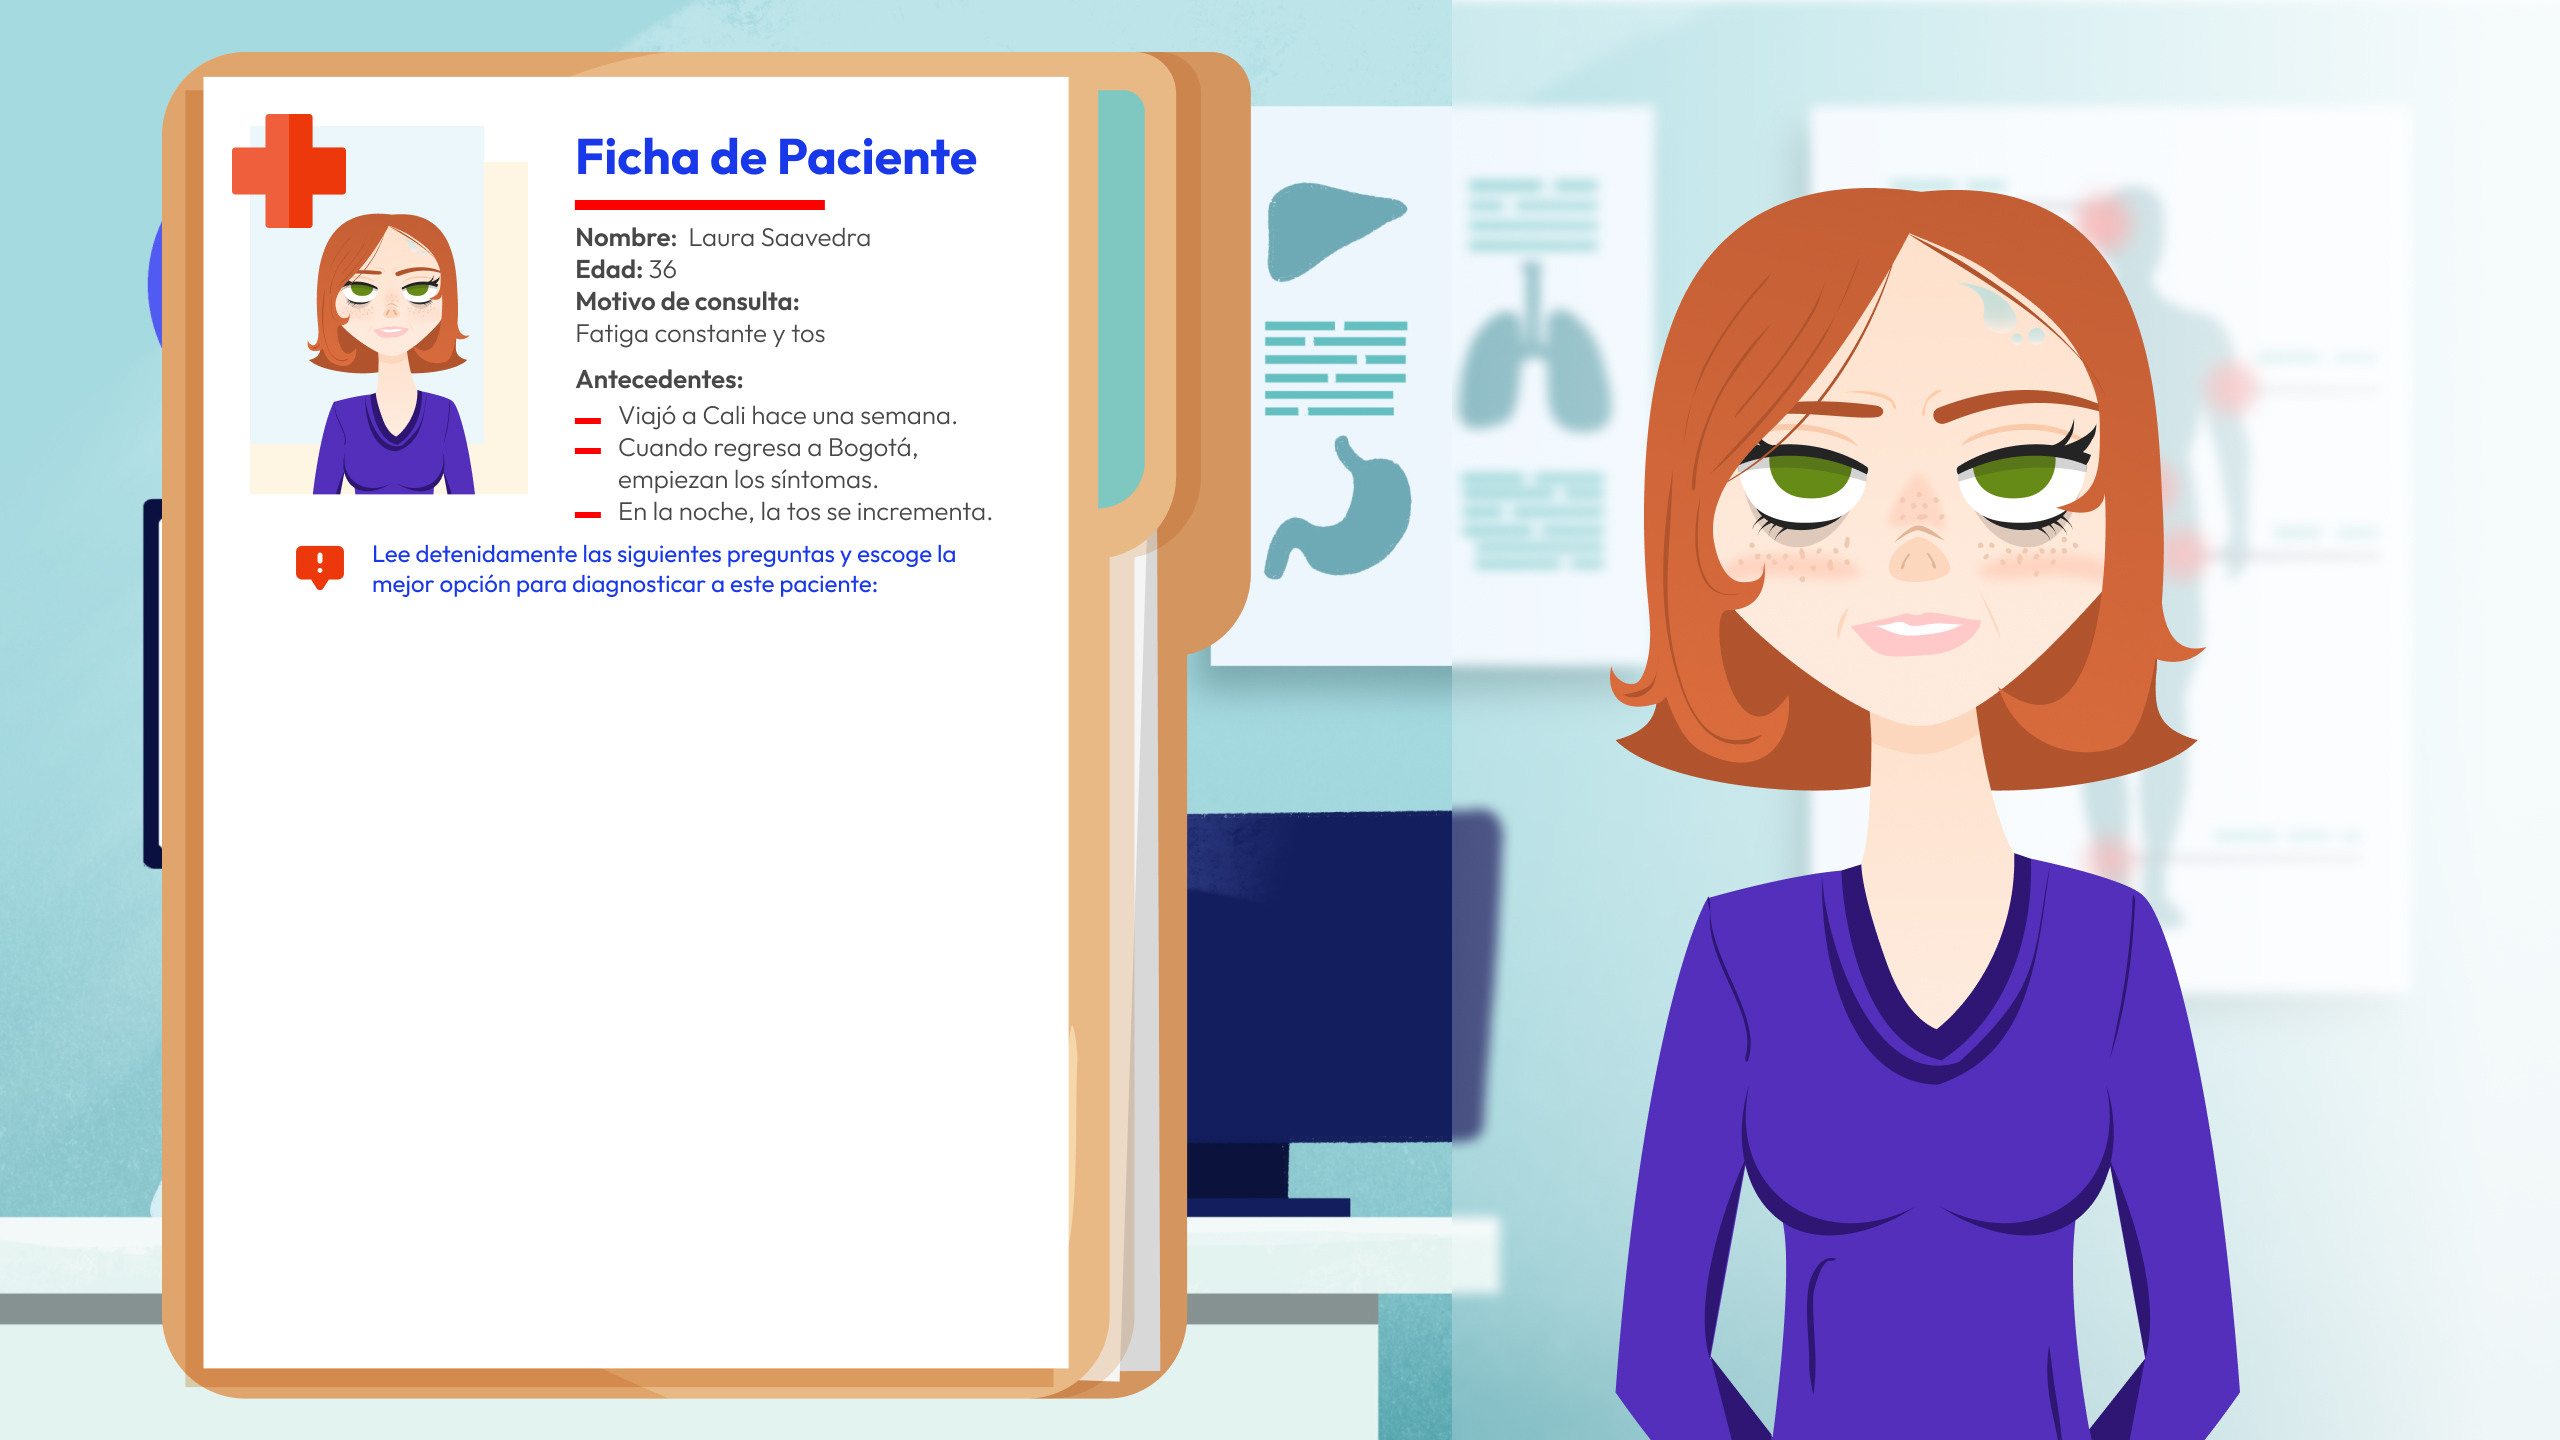 Ficha de Paciente
Nombre: Laura Saavedra
Edad: 36
Motivo de consulta:
Fatiga constante y tos
Antecedentes:
Viajó a Cali hace una semana.
Cuando regresa a Bogotá,
empiezan los síntomas.
En la noche, la tos se incrementa.
Lee detenidamente las siguientes preguntas y escoge la
mejor opción para diagnosticar a este paciente: